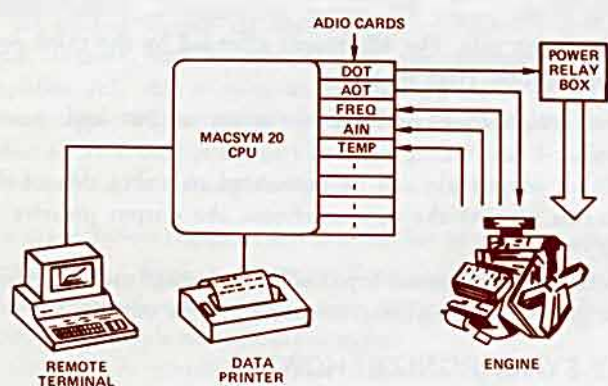 ADIO CARDS
DOT
AOT
FREQ
AIN
TEMP
MACSYM 20
CPU
POWER
RELAY
BOX
REMOTE
TERMINAL
DATA
PRINTER
ENGINE